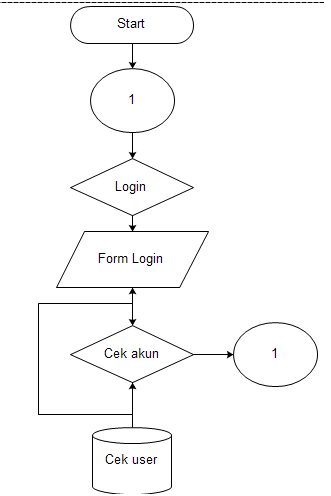 Start
1
Login
Form Login
Cek akun
1
Cek user